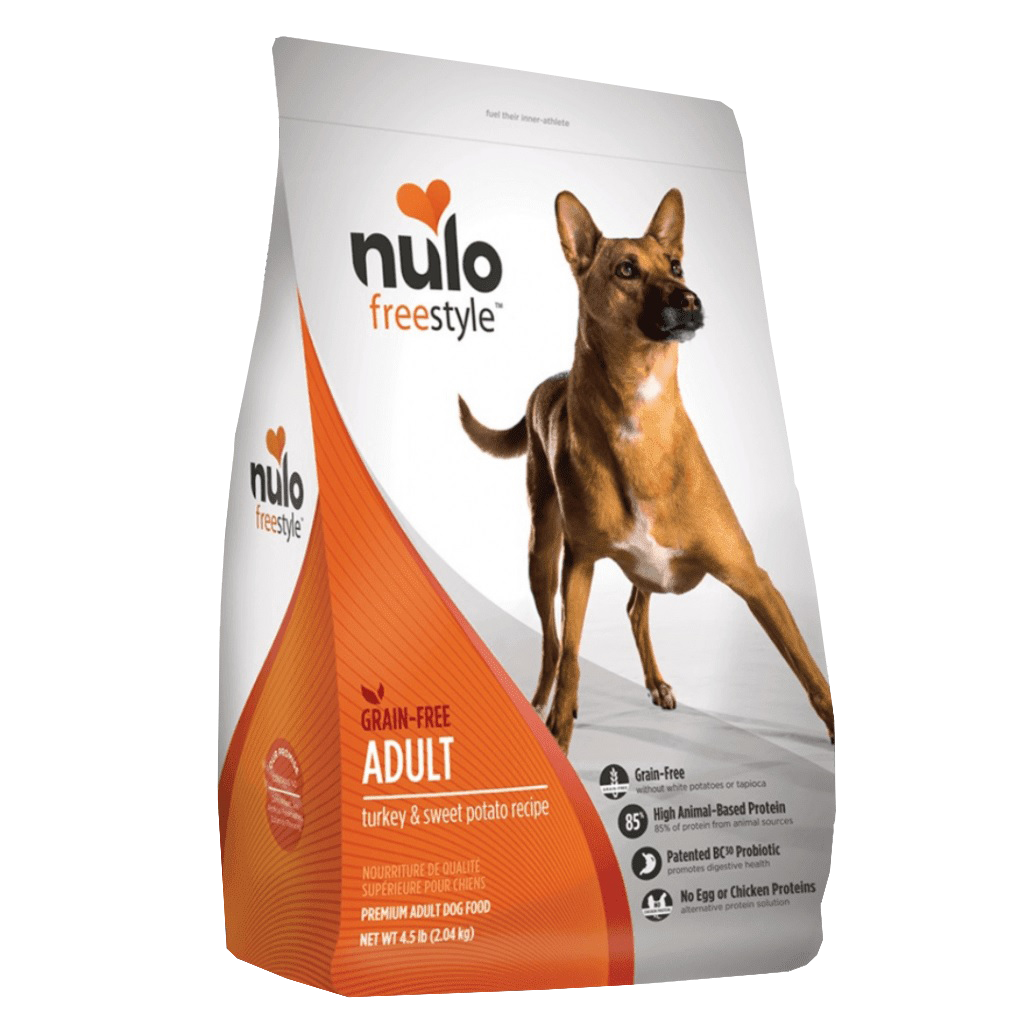 fuel their inner-athlete
nulo
freestyle™
nulo
freestyle
GRAIN-FREE
ADULT
turkey & sweet potato recipe
NOURRITURE DE QUALITÉ
SUPÉRIEURE POUR CHIENS
PREMIUM ADULT DOG FOOD
NET WT 4.5 lb (2.04 kg)
Grain-Free
without white potatoes or tapioca
85%
High Animal-Based Protein
85% of protein from animal sources
Patented BC30 Probiotic
promotes digestive health
No Egg or Chicken Proteins
alternative protein solution